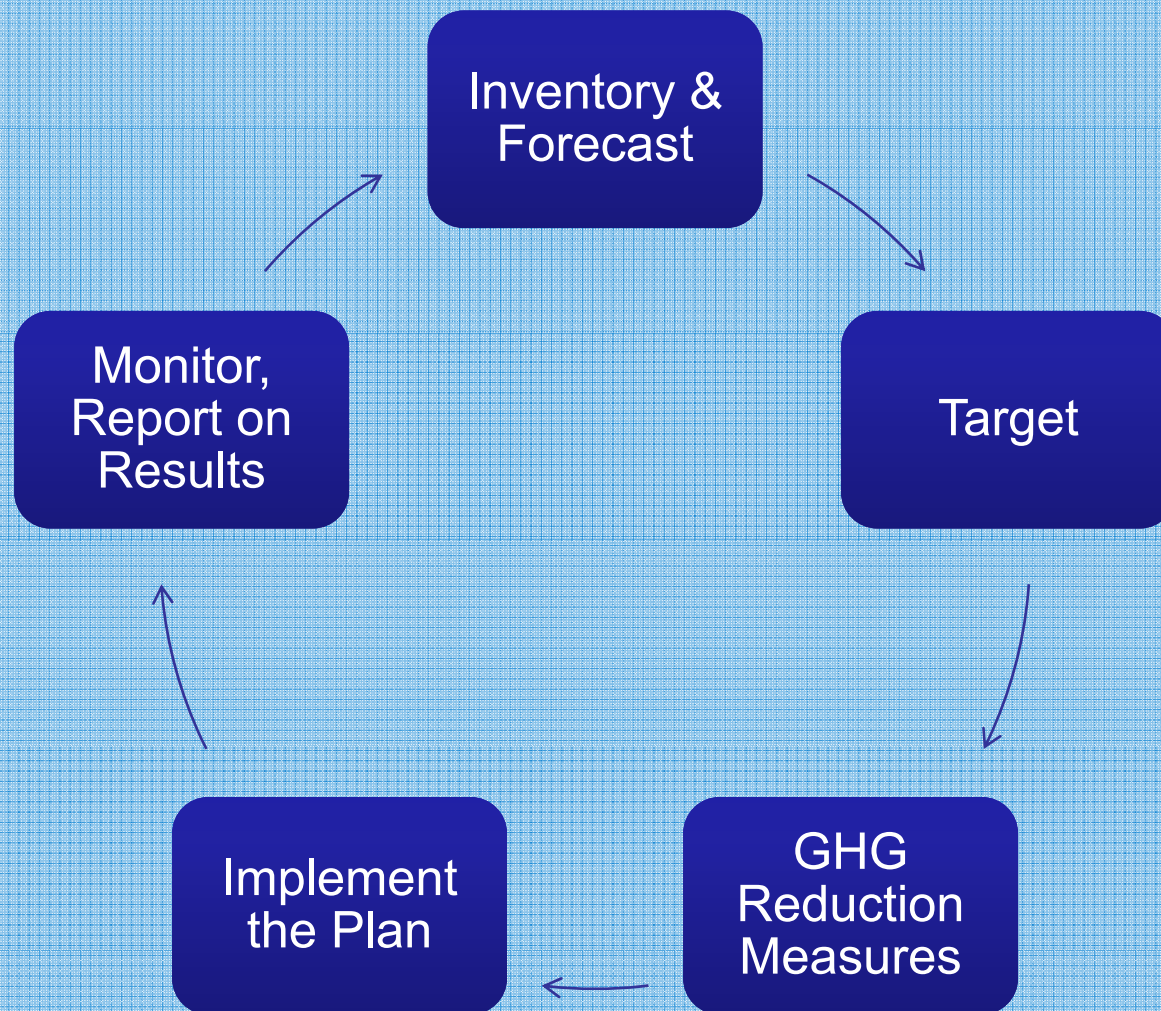 Inventory &
Forecast
Target
GHG
Reduction
Measures
Implement
the Plan
Monitor,
Report on
Results